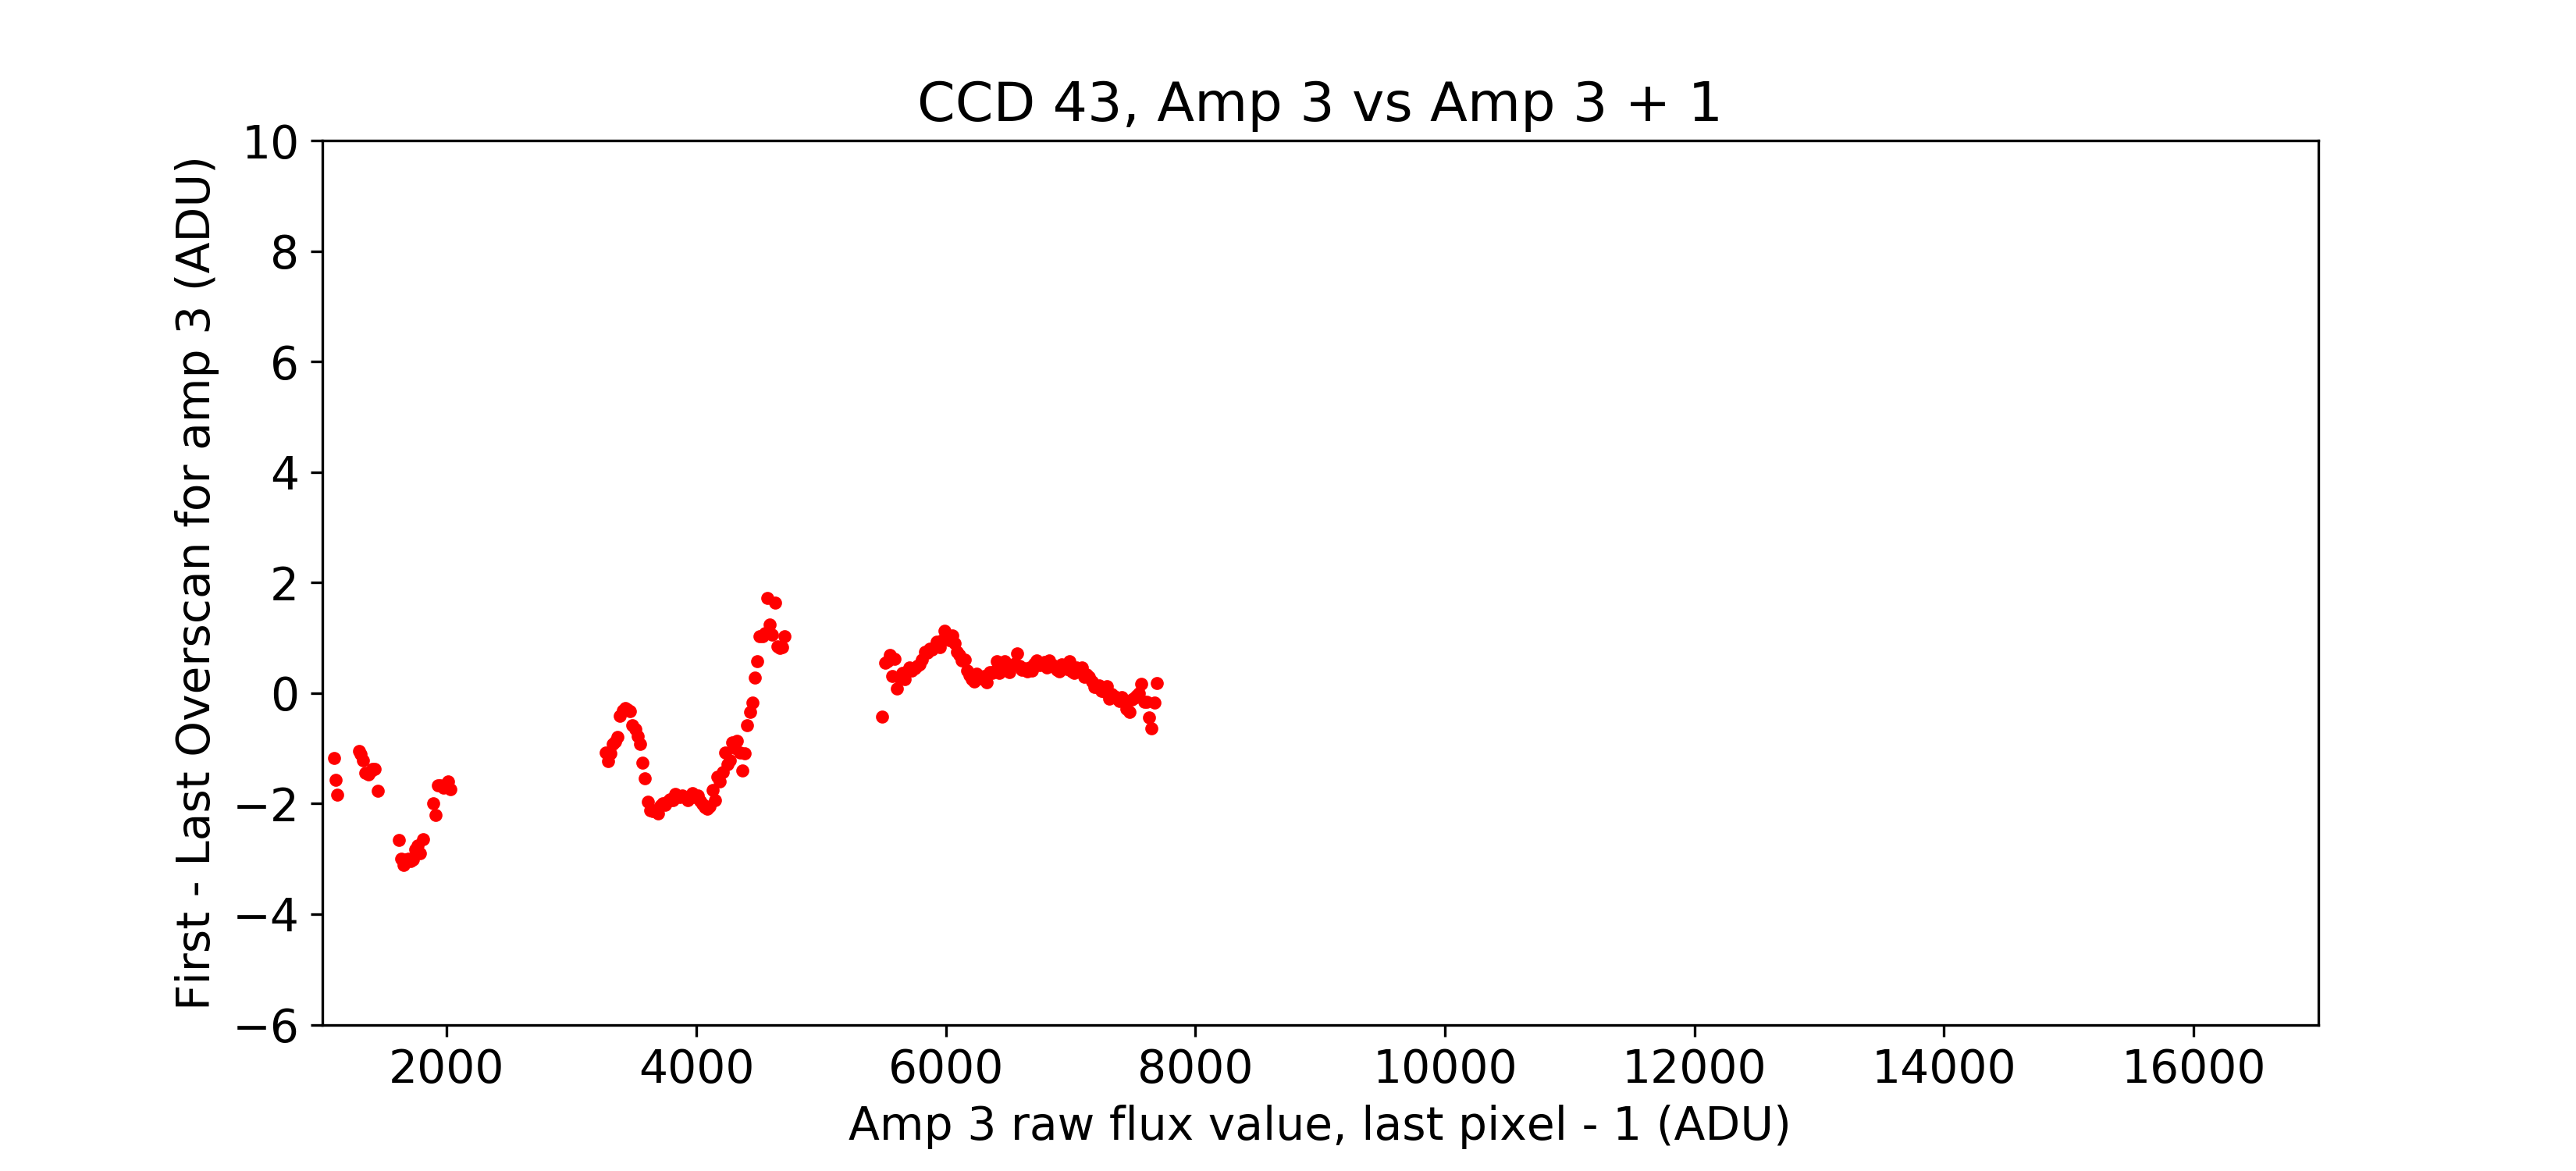 CCD 43, Amp 3 vs Amp 3 + 1
First - Last Overscan for amp 3 (ADU)
10
8
6
4
2
0
−2
−4
−6
2000 4000 6000 8000 10000 12000 14000 16000
Amp 3 raw flux value, last pixel - 1 (ADU)